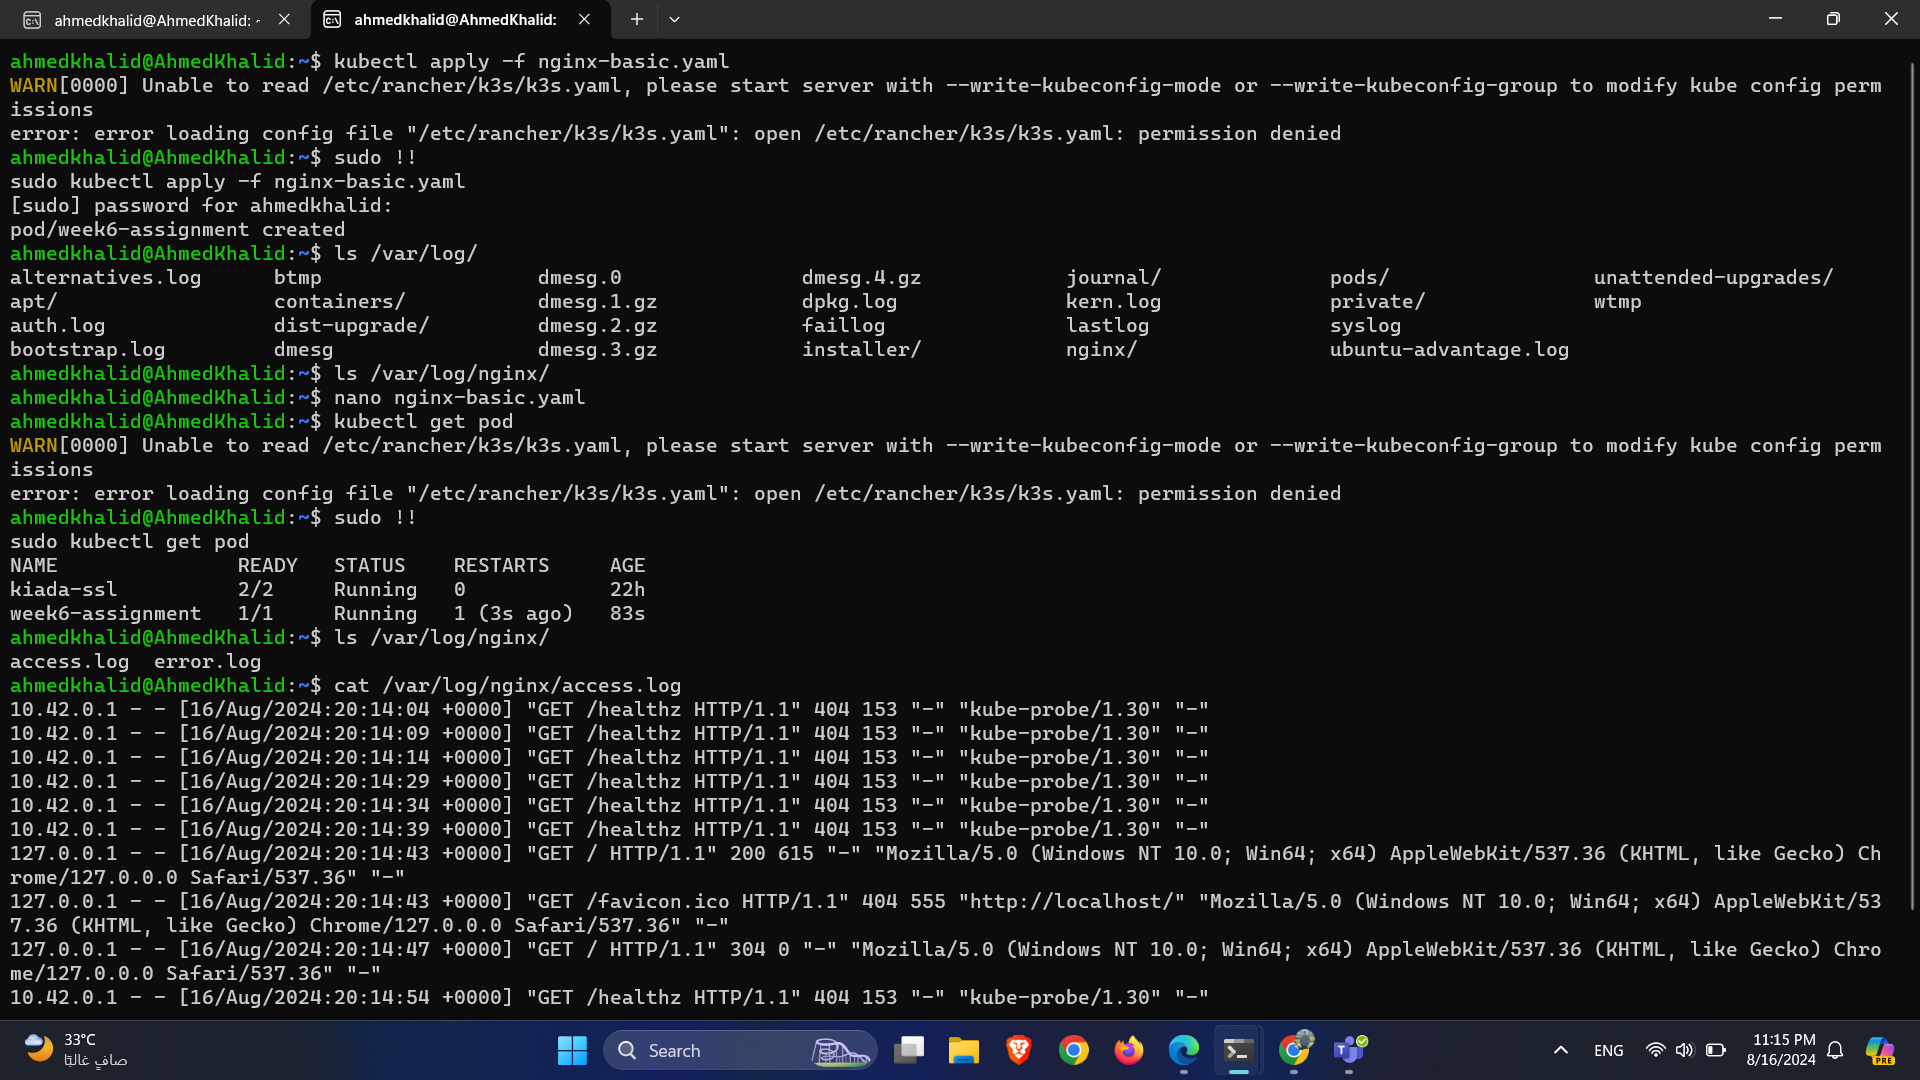 ahmedkhalid@AhmedKhalid: ~
ahmedkhalid@AhmedKhalid:
ahmedkhalid@AhmedKhalid:~$ kubectl apply -f nginx-basic.yaml
WARN[0000] Unable to read /etc/rancher/k3s/k3s.yaml, please start server with --write-kubeconfig-mode or --write-kubeconfig-group to modify kube config perm
issions
error: error loading config file "/etc/rancher/k3s/k3s.yaml": open /etc/rancher/k3s/k3s.yaml: permission denied
ahmedkhalid@AhmedKhalid:~$ sudo !!
sudo kubectl apply -f nginx-basic.yaml
[sudo] password for ahmedkhalid:
pod/week6-assignment created
ahmedkhalid@AhmedKhalid:~$ ls /var/log/
alternatives.log btmp dmesg.0 dmesg.4.gz journal/ pods/ unattended-upgrades/
apt/ containers/ dmesg.1.gz dpkg.log kern.log private/ wtmp
auth.log dist-upgrade/ dmesg.2.gz faillog lastlog syslog
bootstrap.log dmesg dmesg.3.gz installer/ nginx/ ubuntu-advantage.log
ahmedkhalid@AhmedKhalid:~$ ls /var/log/nginx/
ahmedkhalid@AhmedKhalid:~$ nano nginx-basic.yaml
ahmedkhalid@AhmedKhalid:~$ kubectl get pod
WARN[0000] Unable to read /etc/rancher/k3s/k3s.yaml, please start server with --write-kubeconfig-mode or --write-kubeconfig-group to modify kube config perm
issions
error: error loading config file "/etc/rancher/k3s/k3s.yaml": open /etc/rancher/k3s/k3s.yaml: permission denied
ahmedkhalid@AhmedKhalid:~$ sudo !!
sudo kubectl get pod
NAME READY STATUS RESTARTS AGE
kiada-ssl 2/2 Running 0 22h
week6-assignment 1/1 Running 1 (3s ago) 83s
ahmedkhalid@AhmedKhalid:~$ ls /var/log/nginx/
access.log error.log
ahmedkhalid@AhmedKhalid:~$ cat /var/log/nginx/access.log
10.42.0.1 - - [16/Aug/2024:20:14:04 +0000] "GET /healthz HTTP/1.1" 404 153 "-" "kube-probe/1.30" "-"
10.42.0.1 - - [16/Aug/2024:20:14:09 +0000] "GET /healthz HTTP/1.1" 404 153 "-" "kube-probe/1.30" "-"
10.42.0.1 - - [16/Aug/2024:20:14:14 +0000] "GET /healthz HTTP/1.1" 404 153 "-" "kube-probe/1.30" "-"
10.42.0.1 - - [16/Aug/2024:20:14:29 +0000] "GET /healthz HTTP/1.1" 404 153 "-" "kube-probe/1.30" "-"
10.42.0.1 - - [16/Aug/2024:20:14:34 +0000] "GET /healthz HTTP/1.1" 404 153 "-" "kube-probe/1.30" "-"
10.42.0.1 - - [16/Aug/2024:20:14:39 +0000] "GET /healthz HTTP/1.1" 404 153 "-" "kube-probe/1.30" "-"
127.0.0.1 - - [16/Aug/2024:20:14:43 +0000] "GET / HTTP/1.1" 200 615 "-" "Mozilla/5.0 (Windows NT 10.0; Win64; x64) AppleWebKit/537.36 (KHTML, like Gecko) Ch
rome/127.0.0.0 Safari/537.36" "-"
127.0.0.1 - - [16/Aug/2024:20:14:43 +0000] "GET /favicon.ico HTTP/1.1" 404 555 "http://localhost/" "Mozilla/5.0 (Windows NT 10.0; Win64; x64) AppleWebKit/53
7.36 (KHTML, like Gecko) Chrome/127.0.0.0 Safari/537.36" "-"
127.0.0.1 - - [16/Aug/2024:20:14:47 +0000] "GET / HTTP/1.1" 304 0 "-" "Mozilla/5.0 (Windows NT 10.0; Win64; x64) AppleWebKit/537.36 (KHTML, like Gecko) Chro
me/127.0.0.0 Safari/537.36" "-"
10.42.0.1 - - [16/Aug/2024:20:14:54 +0000] "GET /healthz HTTP/1.1" 404 153 "-" "kube-probe/1.30" "-"
33°C
صافٍ غالبًا
Search
ENG
11:15 PM
8/16/2024
PRE